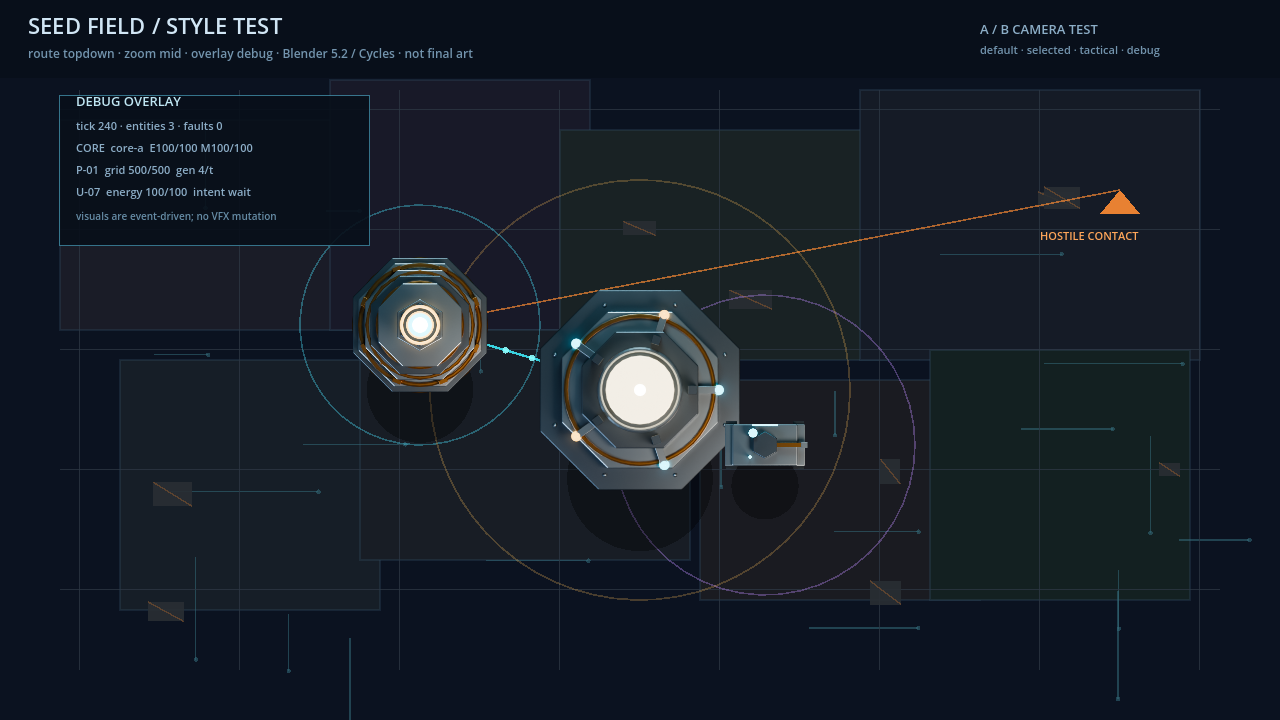 SEED FIELD / STYLE TEST
route topdown · zoom mid · overlay debug · Blender 5.2 / Cycles · not final art
A / B CAMERA TEST
default · selected · tactical · debug
DEBUG OVERLAY
tick 240 · entities 3 · faults 0
CORE core-a E100/100 M100/100
P-01 grid 500/500 gen 4/t
U-07 energy 100/100 intent wait
visuals are event-driven; no VFX mutation
HOSTILE CONTACT